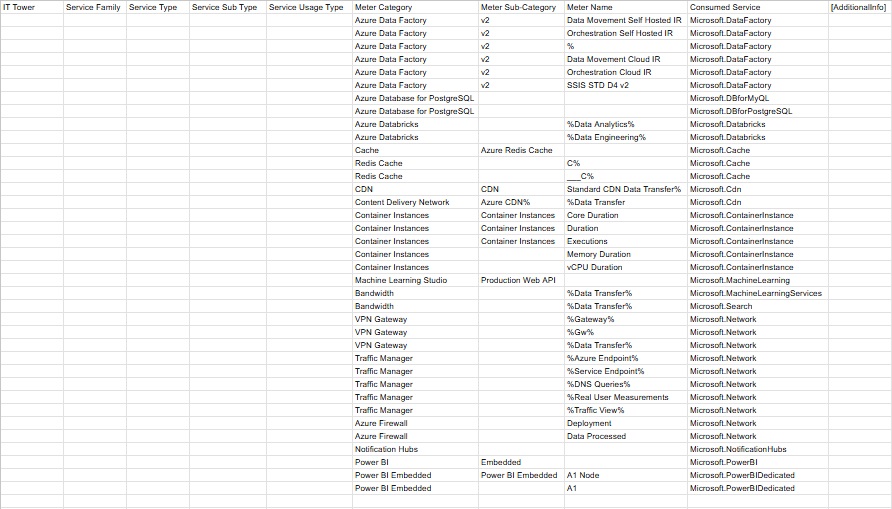 IT Tower Service Family Service Type Service Sub Type Service Usage Type Meter Category Meter Sub-Category Meter Name Consumed Service [AdditionalInfo]
Azure Data Factory v2 Data Movement Self Hosted IR Microsoft.DataFactory
Azure Data Factory v2 Orchestration Self Hosted IR Microsoft.DataFactory
Azure Data Factory v2 % Microsoft.DataFactory
Azure Data Factory v2 Data Movement Cloud IR Microsoft.DataFactory
Azure Data Factory v2 Orchestration Cloud IR Microsoft.DataFactory
Azure Data Factory v2 SSIS STD D4 v2 Microsoft.DataFactory
Azure Database for PostgreSQL Microsoft.DBforMyQL
Azure Database for PostgreSQL Microsoft.DBforPostgreSQL
Azure Databricks %Data Analytics% Microsoft.Databricks
Azure Databricks %Data Engineering% Microsoft.Databricks
Cache Azure Redis Cache Microsoft.Cache
Redis Cache C% Microsoft.Cache
Redis Cache ___C% Microsoft.Cache
CDN CDN Standard CDN Data Transfer% Microsoft.Cdn
Content Delivery Network Azure CDN% %Data Transfer Microsoft.Cdn
Container Instances Container Instances Core Duration Microsoft.ContainerInstance
Container Instances Container Instances Duration Microsoft.ContainerInstance
Container Instances Container Instances Executions Microsoft.ContainerInstance
Container Instances Memory Duration Microsoft.ContainerInstance
Container Instances vCPU Duration Microsoft.ContainerInstance
Machine Learning Studio Production Web API Microsoft.MachineLearning
Bandwidth %Data Transfer% Microsoft.MachineLearningServices
Bandwidth %Data Transfer% Microsoft.Search
VPN Gateway %Gateway% Microsoft.Network
VPN Gateway %Gw% Microsoft.Network
VPN Gateway %Data Transfer% Microsoft.Network
Traffic Manager %Azure Endpoint% Microsoft.Network
Traffic Manager %Service Endpoint% Microsoft.Network
Traffic Manager %DNS Queries% Microsoft.Network
Traffic Manager %Real User Measurements Microsoft.Network
Traffic Manager %Traffic View% Microsoft.Network
Azure Firewall Deployment Microsoft.Network
Azure Firewall Data Processed Microsoft.Network
Notification Hubs Microsoft.NotificationHubs
Power BI Embedded Microsoft.PowerBI
Power BI Embedded Power BI Embedded A1 Node Microsoft.PowerBIDedicated
Power BI Embedded A1 Microsoft.PowerBIDedicated